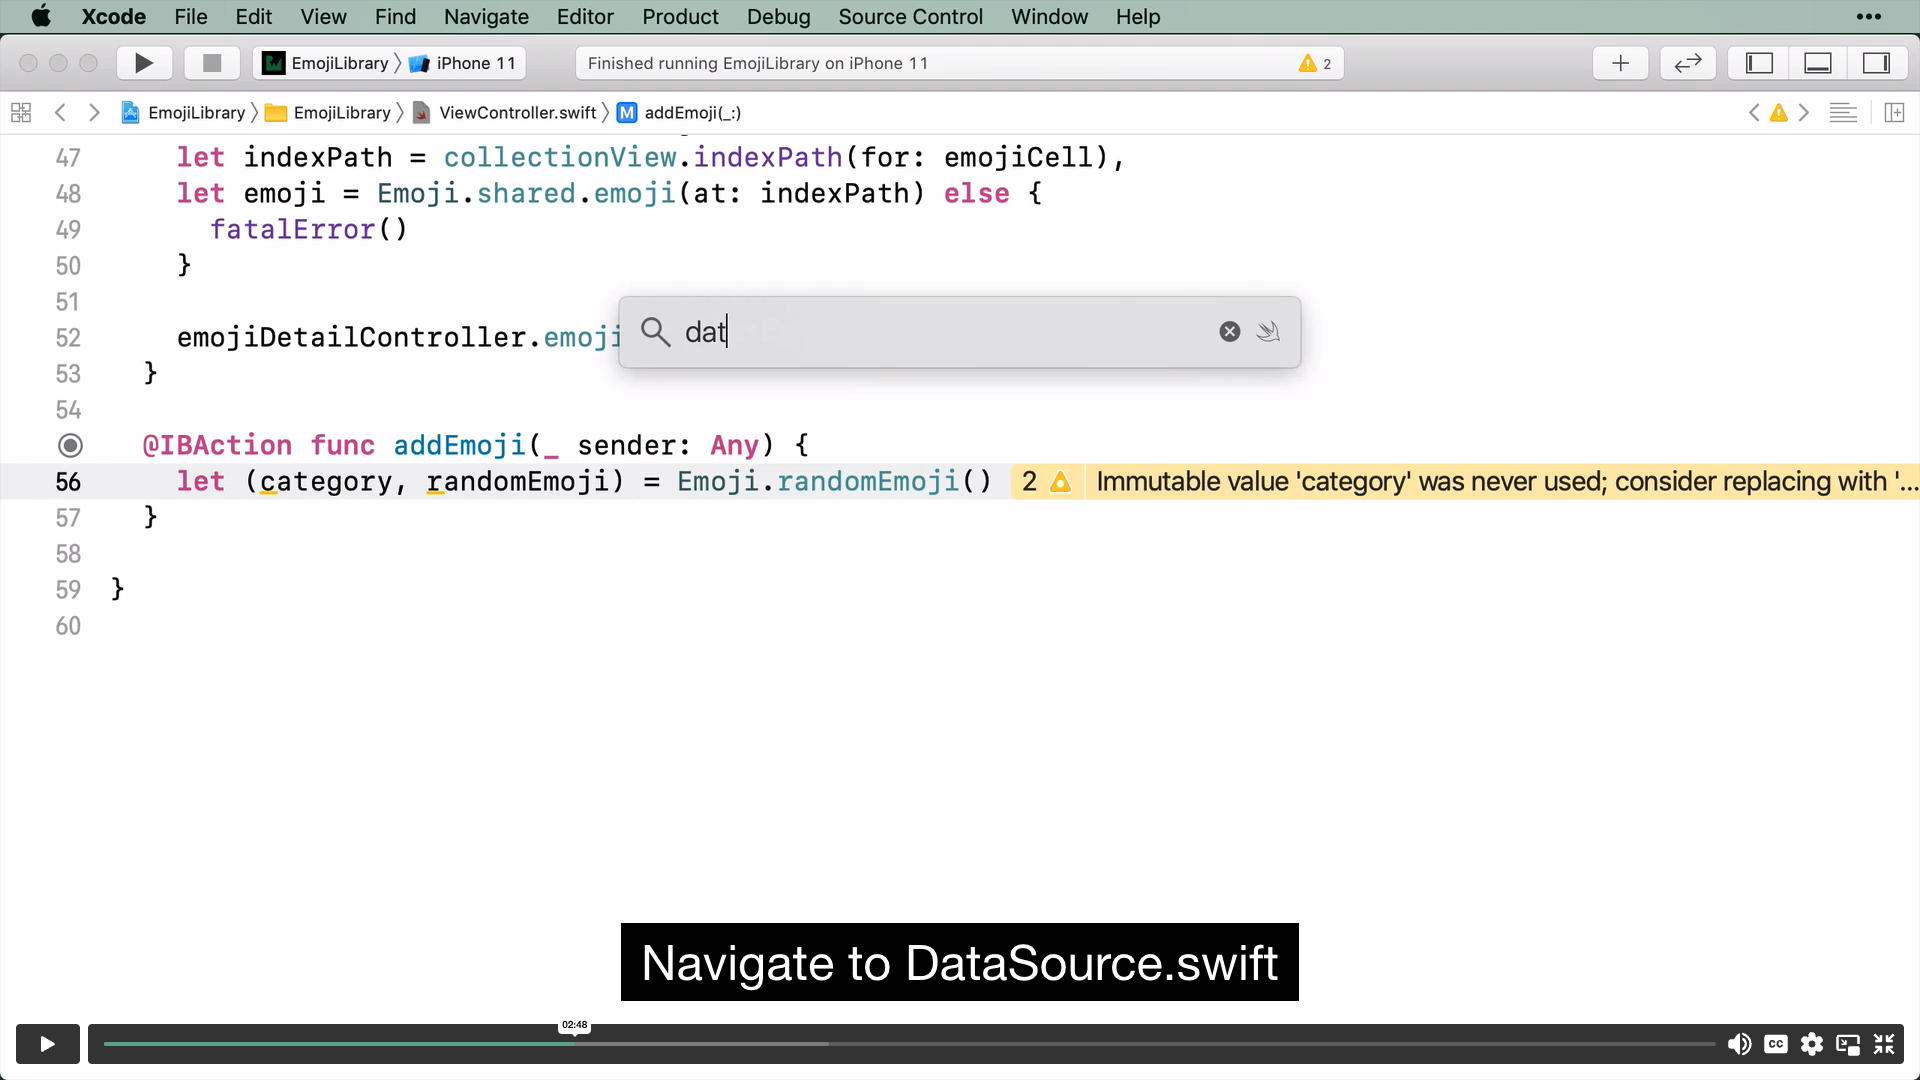 Xcode File Edit View Find Navigate Editor Product Debug Source Control Window Help •••
EmojiLibrary iPhone 11 Finished running EmojiLibrary on iPhone 11 2
EmojiLibrary EmojiLibrary ViewController.swift M addEmoji(_:)
47 let indexPath = collectionView.indexPath(for: emojiCell),
48 let emoji = Emoji.shared.emoji(at: indexPath) else {
49 fatalError()
50 }
51
52 emojiDetailController.emoji
dat
53 }
54
@IBAction func addEmoji(_ sender: Any) {
56 let (category, randomEmoji) = Emoji.randomEmoji() 2 Immutable value 'category' was never used; consider replacing with '...
57 }
58
59 }
60
Navigate to DataSource.swift
02:48
CC